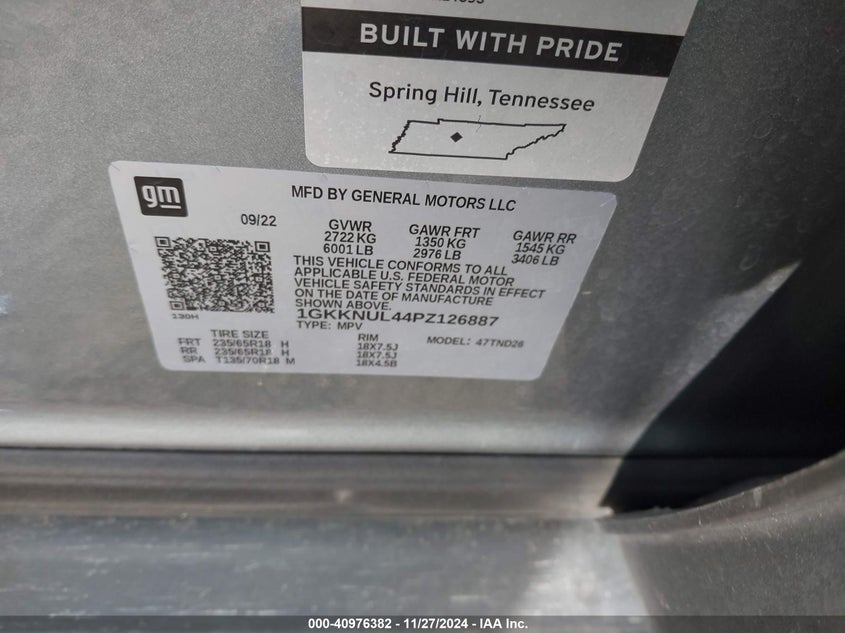 BUILT WITH PRIDE
Spring Hill, Tennessee
gm
MFD BY GENERAL MOTORS LLC
09/22
GVWR GAWR FRT GAWR RR
2722 KG 1350 KG 1545 KG
6001 LB 2976 LB 3406 LB
THIS VEHICLE CONFORMS TO ALL
APPLICABLE U.S. FEDERAL MOTOR
VEHICLE SAFETY STANDARDS IN EFFECT
ON THE DATE OF MANUFACTURE
SHOWN ABOVE.
130H
1GKKNUL44PZ126887
TYPE: MPV MODEL: 47TND26
TIRE SIZE RIM
FRT 235/65R18 H 18X7.5J
RR 235/65R18 H 18X7.5J
SPA T135/70R18 M 18X4.5B
000-40976382 - 11/27/2024 - IAA Inc.